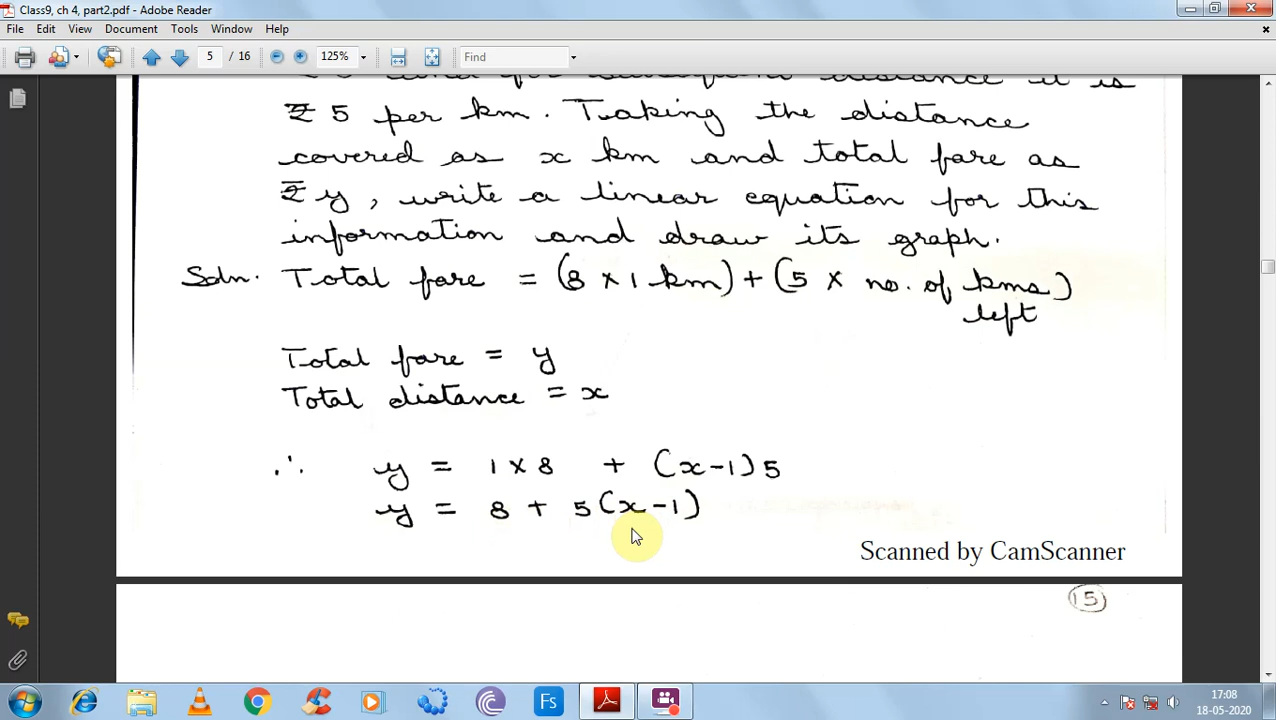 Class9, ch 4, part2.pdf - Adobe Reader
File Edit View Document Tools Window Help
5 / 16 125% Find
₹ 5 per km. Taking the distance
covered as x km and total fare as
₹ y, write a linear equation for this
information and draw its graph.
Soln. Total fare = (8 × 1 km) + (5 × no. of kms
left)
Total fare = y
Total distance = x
∴ y = 1 × 8 + (x-1) 5
y = 8 + 5(x-1)
Scanned by CamScanner
15
Fs
17:08
18-05-2020